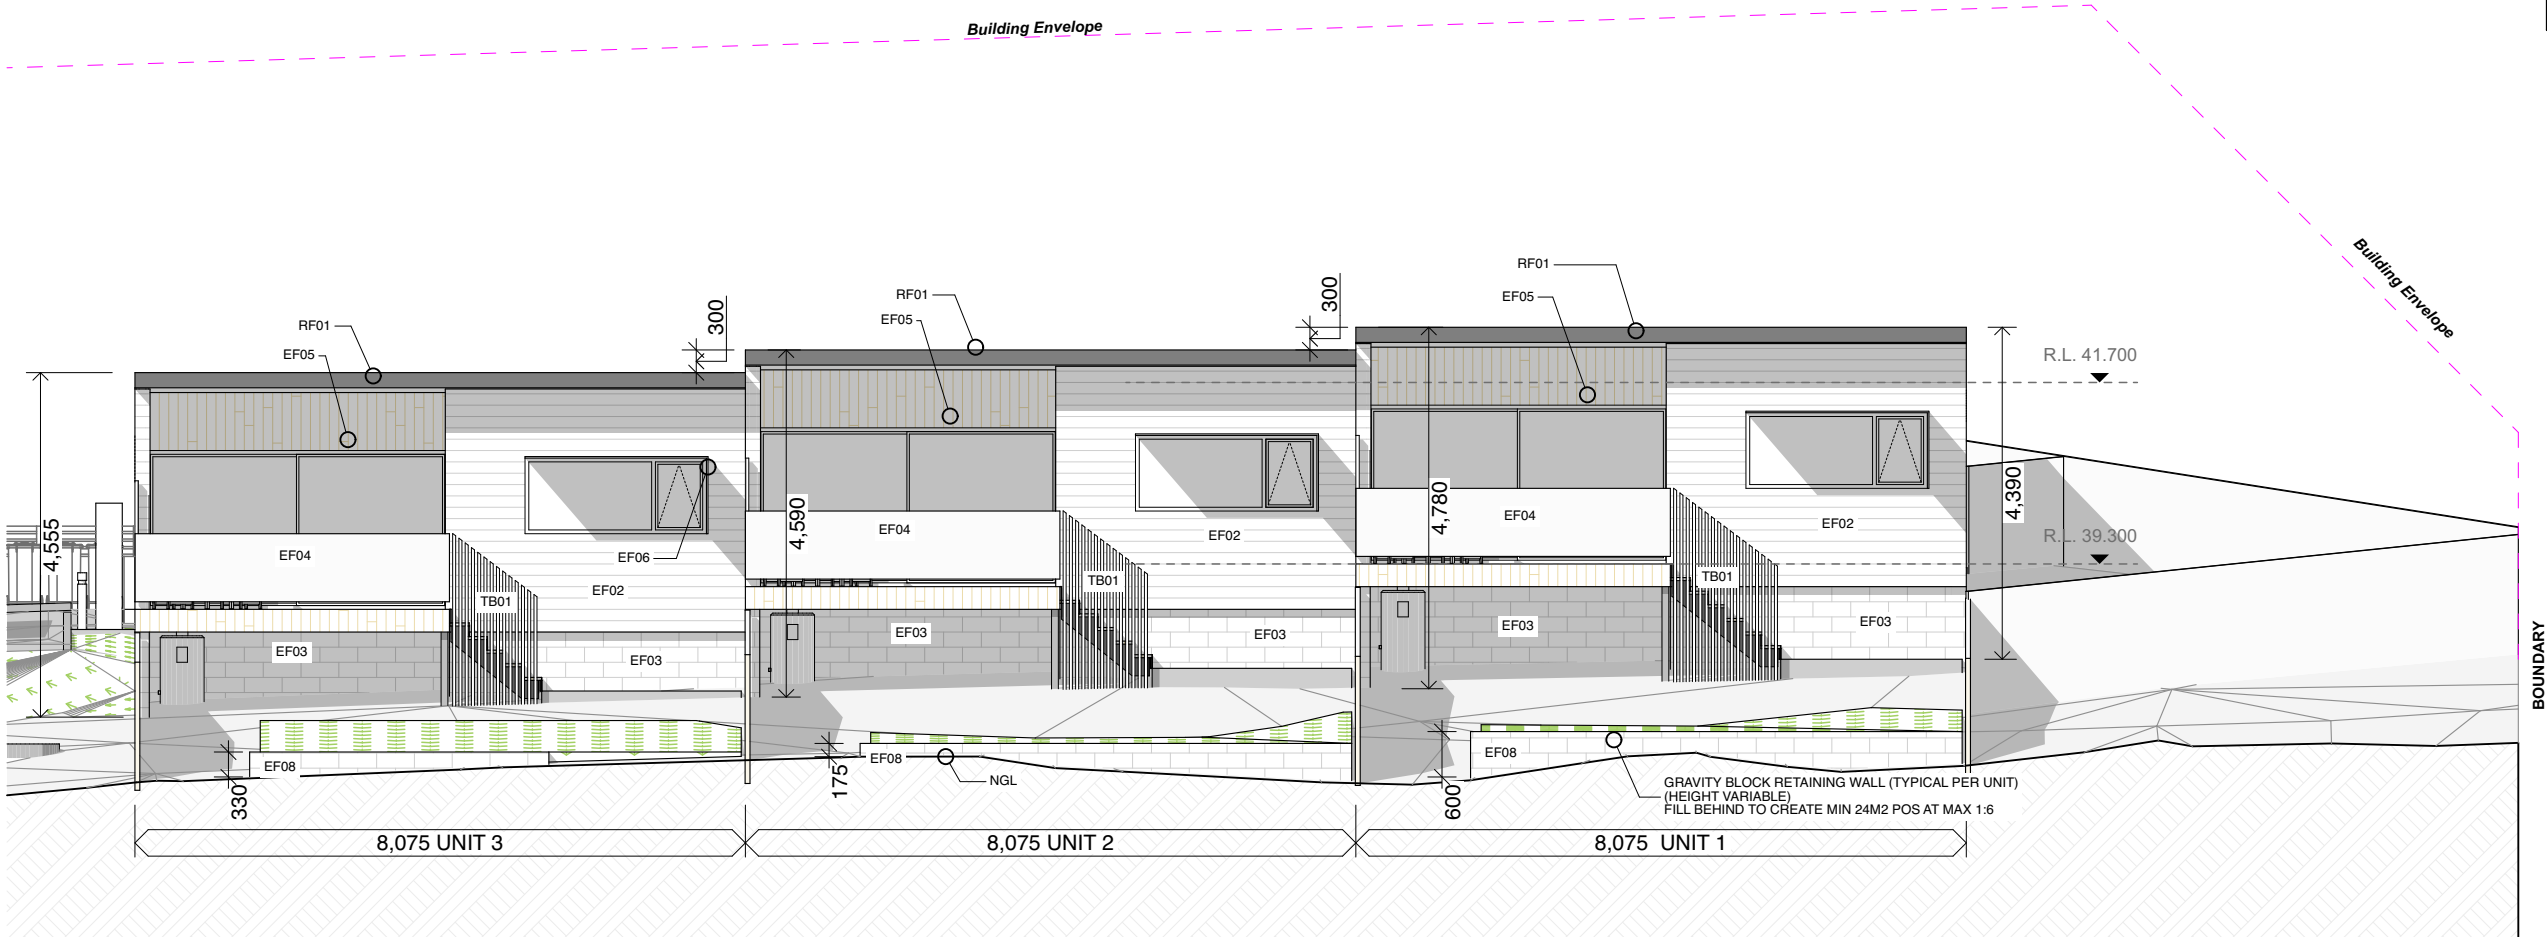 Building Envelope
Building Envelope
RF01
EF05
300
RF01
EF05
300
RF01
EF05
R.L. 41.700
R.L. 39.300
4,555
4,590
4,780
4,390
EF04
EF06
EF02
TB01
EF03
EF03
EF04
EF02
TB01
EF03
EF03
EF04
EF02
TB01
EF03
EF03
EF08
330
EF08
175
NGL
EF08
600
GRAVITY BLOCK RETAINING WALL (TYPICAL PER UNIT)
(HEIGHT VARIABLE)
FILL BEHIND TO CREATE MIN 24M2 POS AT MAX 1:6
BOUNDARY
8,075 UNIT 3
8,075 UNIT 2
8,075 UNIT 1